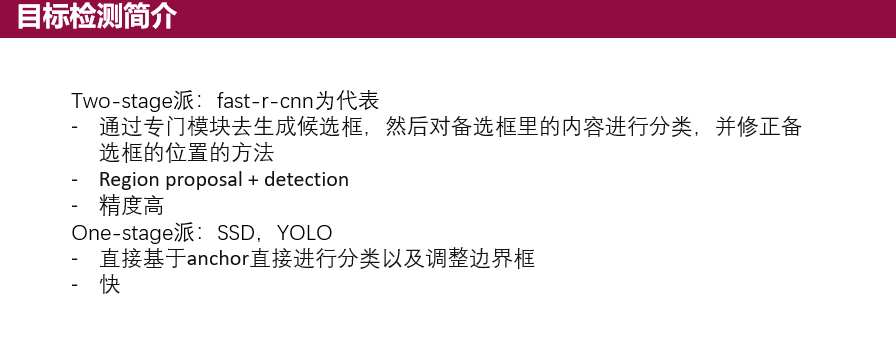 目标检测简介
Two-stage派：fast-r-cnn为代表
- 通过专门模块去生成候选框，然后对备选框里的内容进行分类，并修正备
选框的位置的方法
- Region proposal + detection
- 精度高
One-stage派：SSD，YOLO
- 直接基于anchor直接进行分类以及调整边界框
- 快